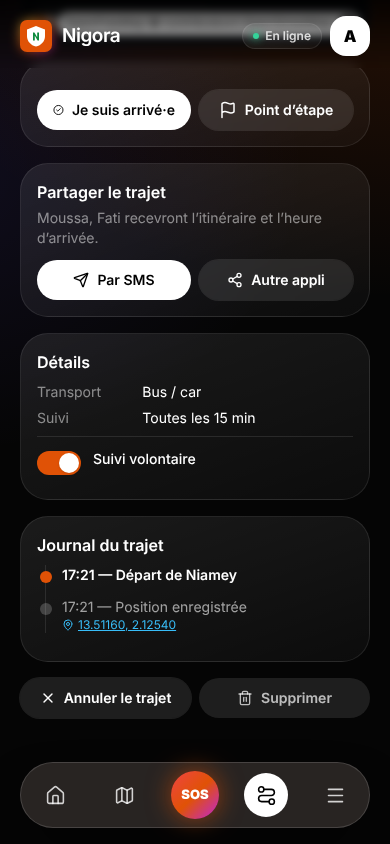 Nigora
En ligne
A
Je suis arrivé·e
Point d’étape
Partager le trajet
Moussa, Fati recevront l’itinéraire et l’heure
d’arrivée.
Par SMS
Autre appli
Détails
Transport
Bus / car
Suivi
Toutes les 15 min
Suivi volontaire
Journal du trajet
17:21 — Départ de Niamey
17:21 — Position enregistrée
13.51160, 2.12540
Annuler le trajet
Supprimer
SOS